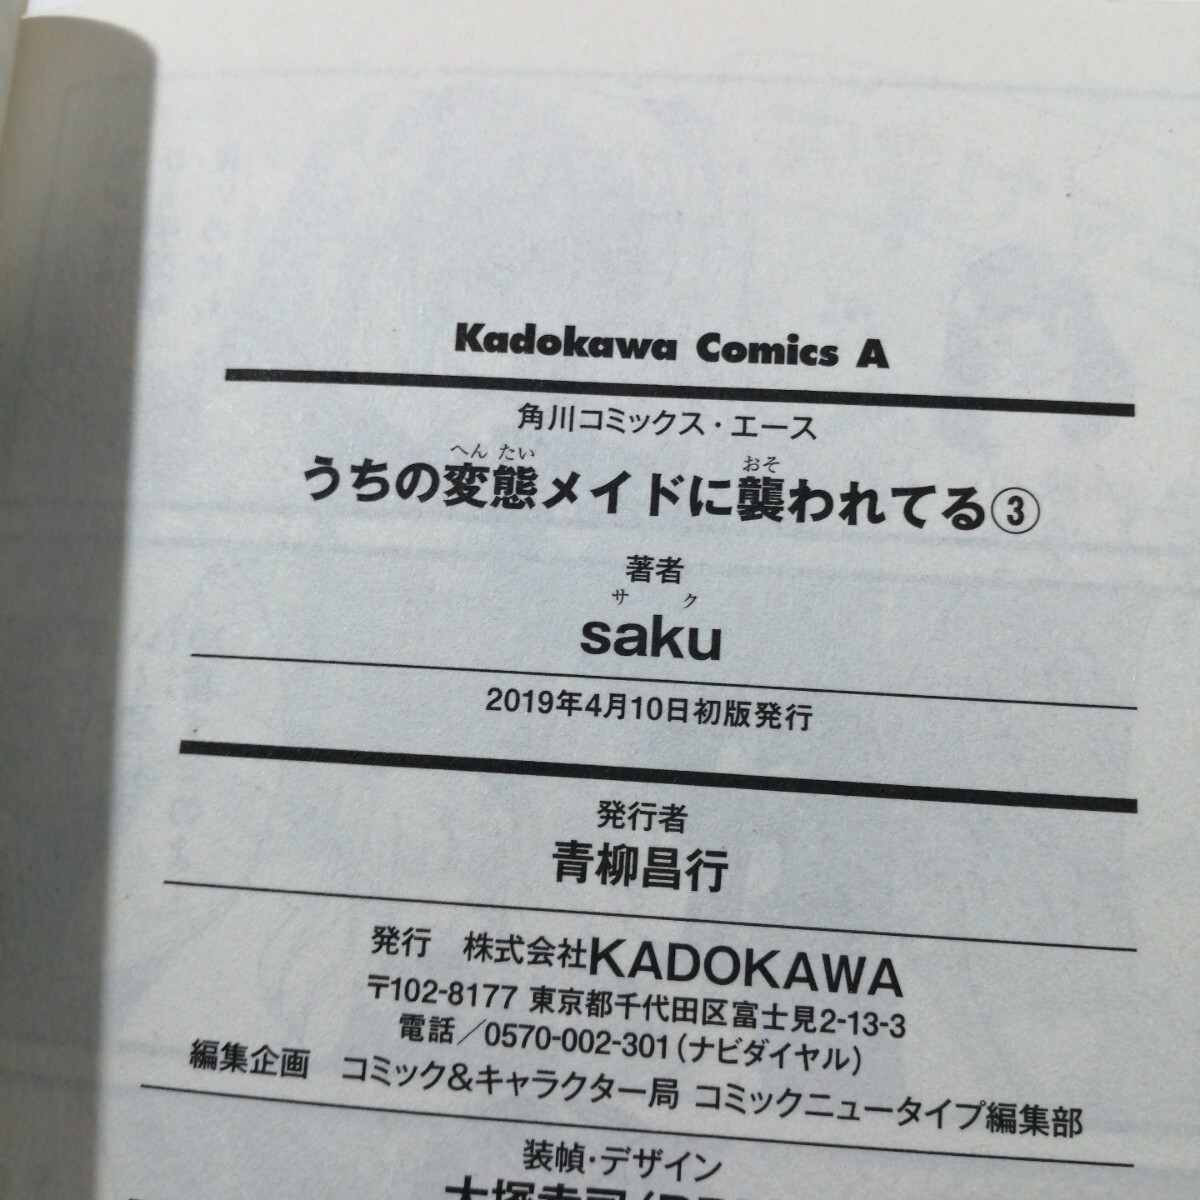 Kadokawa Comics A
角川コミックス・エース
へん たい おそ
うちの変態メイドに襲われてる③
著者
サ ク
saku
2019年4月10日初版発行
発行者
青柳昌行
発行 株式会社KADOKAWA
〒102-8177 東京都千代田区富士見2-13-3
電話/0570-002-301(ナビダイヤル)
編集企画 コミック&キャラクター局 コミックニュータイプ編集部
装幀・デザイン